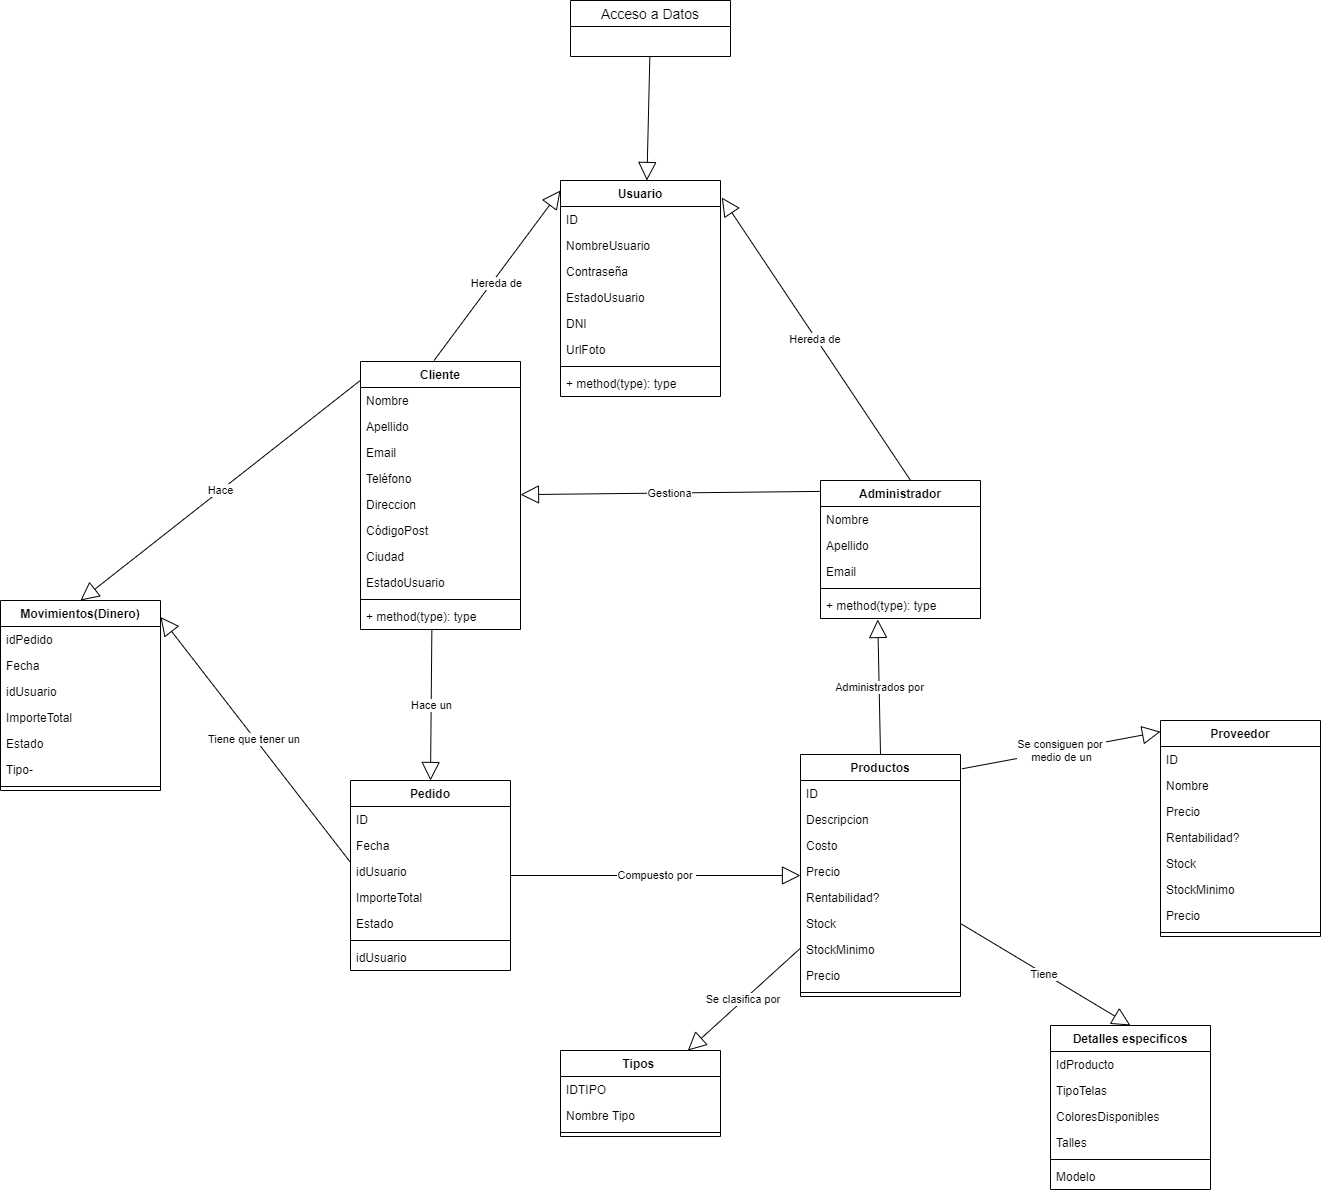 Acceso a Datos
Usuario
ID
NombreUsuario
Contraseña
EstadoUsuario
DNI
UrlFoto
+ method(type): type
Hereda de
Hereda de
Cliente
Nombre
Apellido
Email
Teléfono
Direccion
CódigoPost
Ciudad
EstadoUsuario
+ method(type): type
Hace
Gestiona
Administrador
Nombre
Apellido
Email
+ method(type): type
Movimientos(Dinero)
idPedido
Fecha
idUsuario
ImporteTotal
Estado
Tipo-
Tiene que tener un
Hace un
Administrados por
Pedido
ID
Fecha
idUsuario
ImporteTotal
Estado
idUsuario
Compuesto por
Productos
ID
Descripcion
Costo
Precio
Rentabilidad?
Stock
StockMinimo
Precio
Se consiguen por
medio de un
Proveedor
ID
Nombre
Precio
Rentabilidad?
Stock
StockMinimo
Precio
Se clasifica por
Tiene
Tipos
IDTIPO
Nombre Tipo
Detalles especificos
IdProducto
TipoTelas
ColoresDisponibles
Talles
Modelo